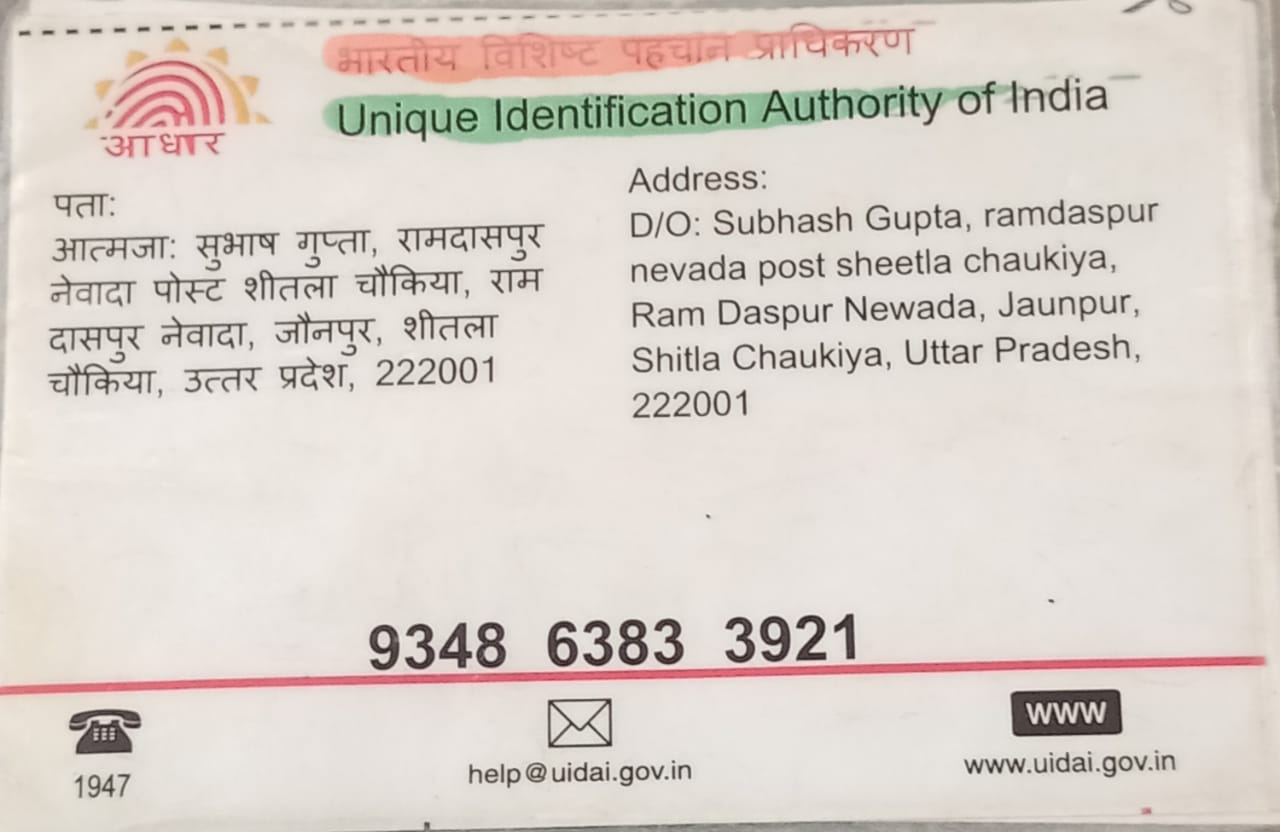 भारतीय विशिष्ट पहचान प्राधिकरण
Unique Identification Authority of India
आधार
पता:
आत्मजा: सुभाष गुप्ता, रामदासपुर
नेवादा पोस्ट शीतला चौकिया, राम
दासपुर नेवादा, जौनपुर, शीतला
चौकिया, उत्तर प्रदेश, 222001
Address:
D/O: Subhash Gupta, ramdaspur
nevada post sheetla chaukiya,
Ram Daspur Newada, Jaunpur,
Shitla Chaukiya, Uttar Pradesh,
222001
9348 6383 3921
1947
help@uidai.gov.in
www
www.uidai.gov.in